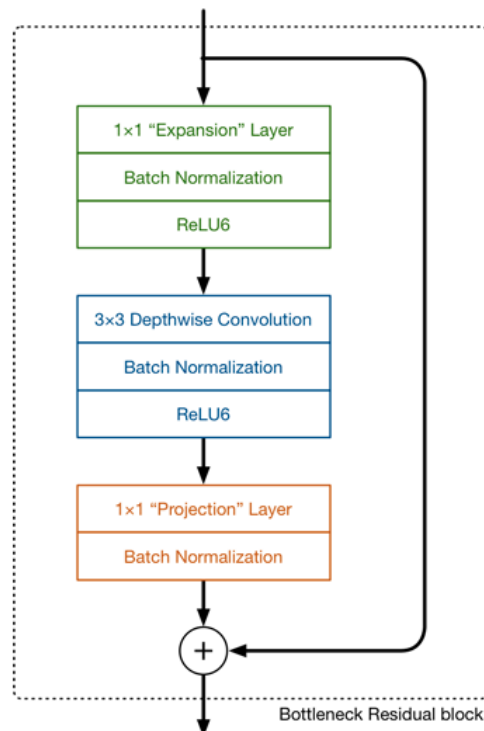 1×1 “Expansion” Layer
Batch Normalization
ReLU6
3×3 Depthwise Convolution
Batch Normalization
ReLU6
1×1 “Projection” Layer
Batch Normalization
+
Bottleneck Residual block